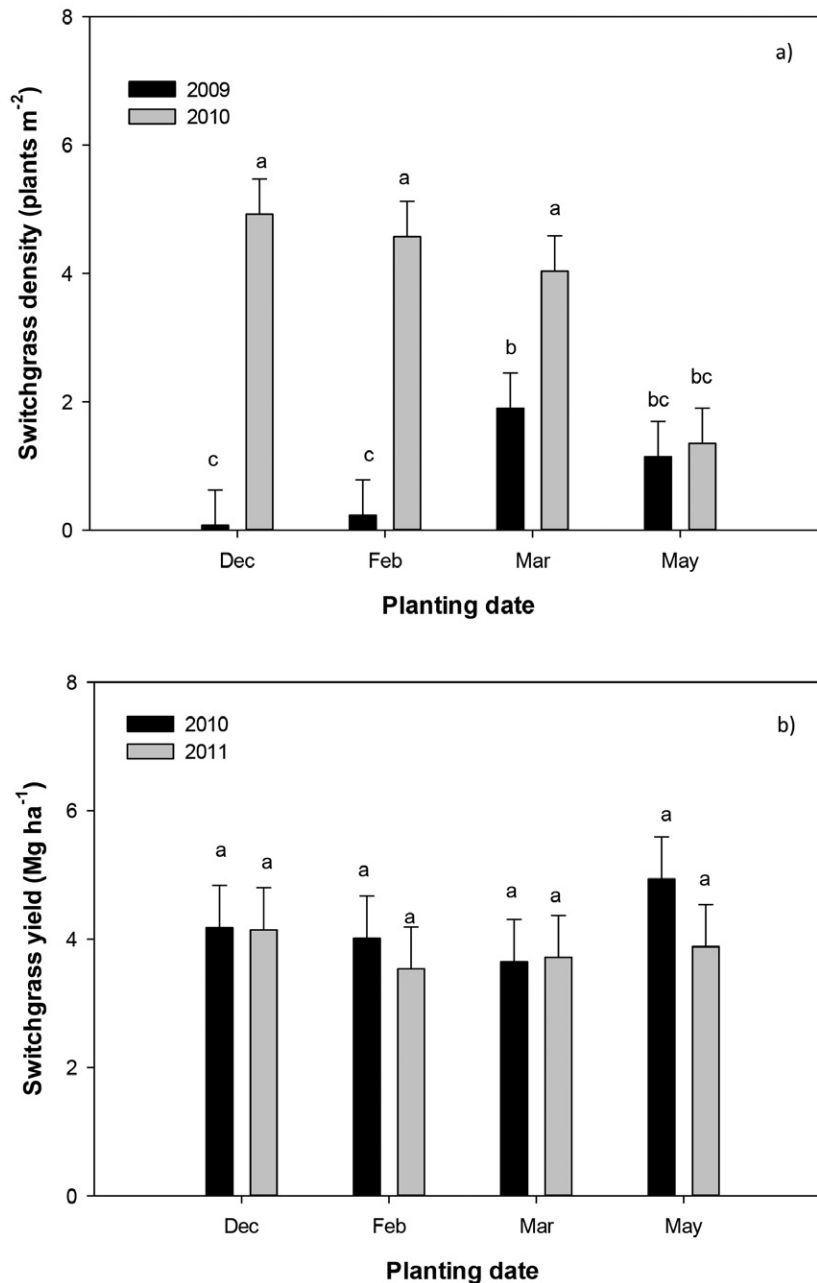 a)
2009
2010
Switchgrass density (plants m⁻²)
8
6
4
2
0
a
a
a
b
c
c
bc
bc
Dec Feb Mar May
Planting date
b)
2010
2011
Switchgrass yield (Mg ha⁻¹)
8
6
4
2
0
a
a
a
a
a
a
a
a
Dec Feb Mar May
Planting date